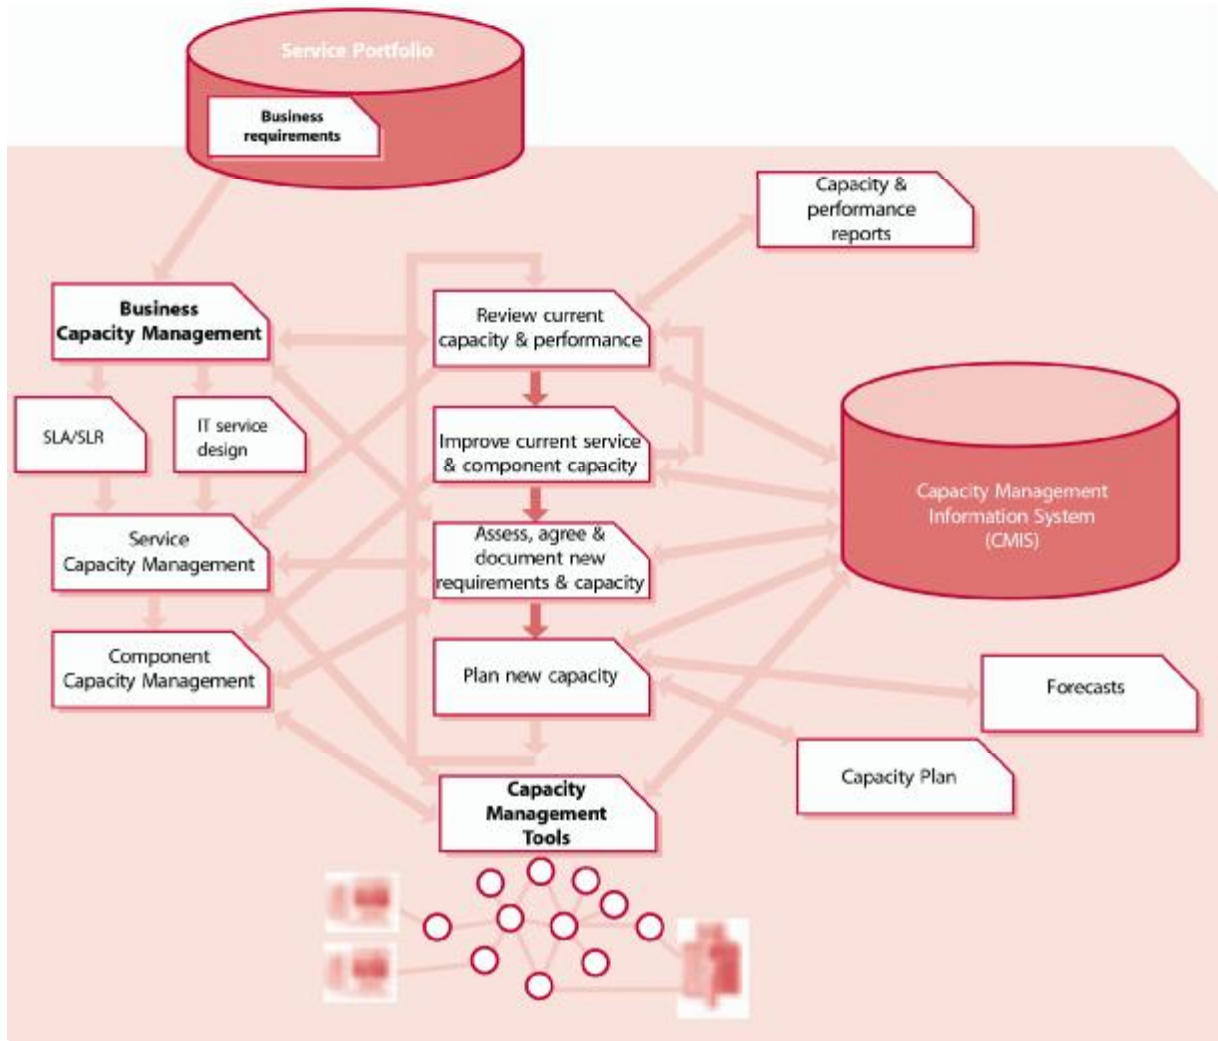 Service Portfolio
Business
requirements
Capacity &
performance
reports
Business
Capacity Management
Review current
capacity & performance
SLA/SLR
IT service
design
Improve current service
& component capacity
Capacity Management
Information System
(CMIS)
Service
Capacity Management
Assess, agree &
document new
requirements & capacity
Component
Capacity Management
Plan new capacity
Forecasts
Capacity Plan
Capacity
Management
Tools